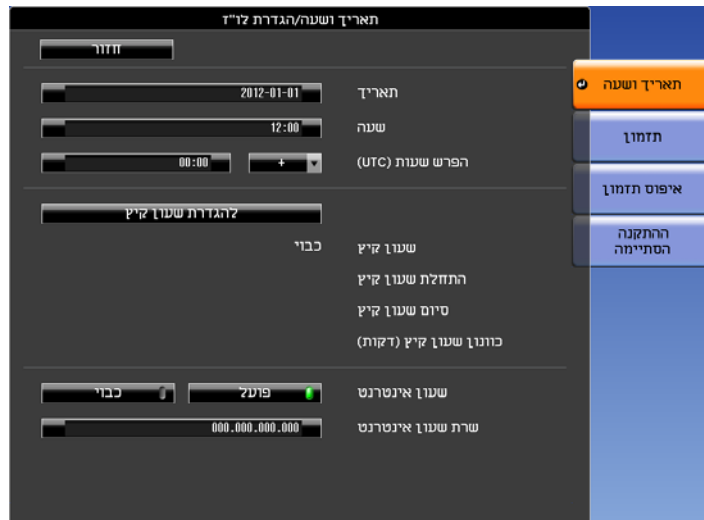 תאריך ושעה/הגדרת לו"ז
חזור
תאריך
2012-01-01
שעה
12:00
הפרש שעות (UTC)
+
00:00
להגדרת שעון קיץ
שעון קיץ
כבוי
התחלת שעון קיץ
סיום שעון קיץ
כוונון שעון קיץ (דקות)
שעון אינטרנט
פועל
כבוי
שרת שעון אינטרנט
000.000.000.000
תאריך ושעה
תזמון
איפוס תזמון
ההתקנה
הסתיימה